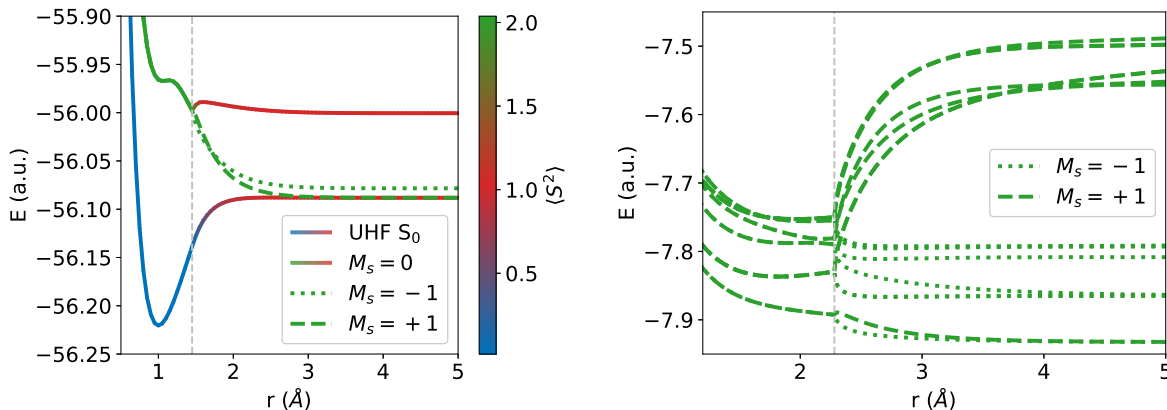 −55.90
−55.95
−56.00
−56.05
−56.10
−56.15
−56.20
−56.25
E (a.u.)
1 2 3 4 5
r (Å)
UHF S₀
Mₛ = 0
Mₛ = −1
Mₛ = +1
2.0
1.5
1.0
0.5
⟨S²⟩
−7.5
−7.6
−7.7
−7.8
−7.9
E (a.u.)
2 3 4 5
r (Å)
Mₛ = −1
Mₛ = +1